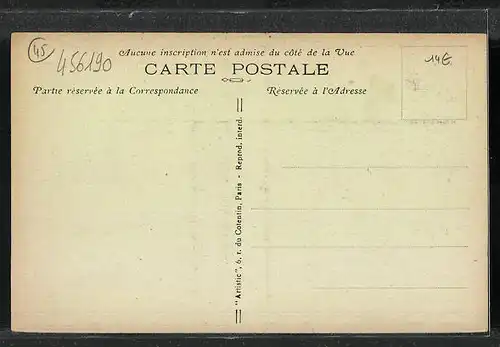 45
456190
Aucune inscription n'est admise du côté de la Vue
CARTE POSTALE
Partie réservée à la Correspondance
Réservée à l'Adresse
14€
"Artistic", 6, r. du Cotentin, Paris - Reprod. interd.